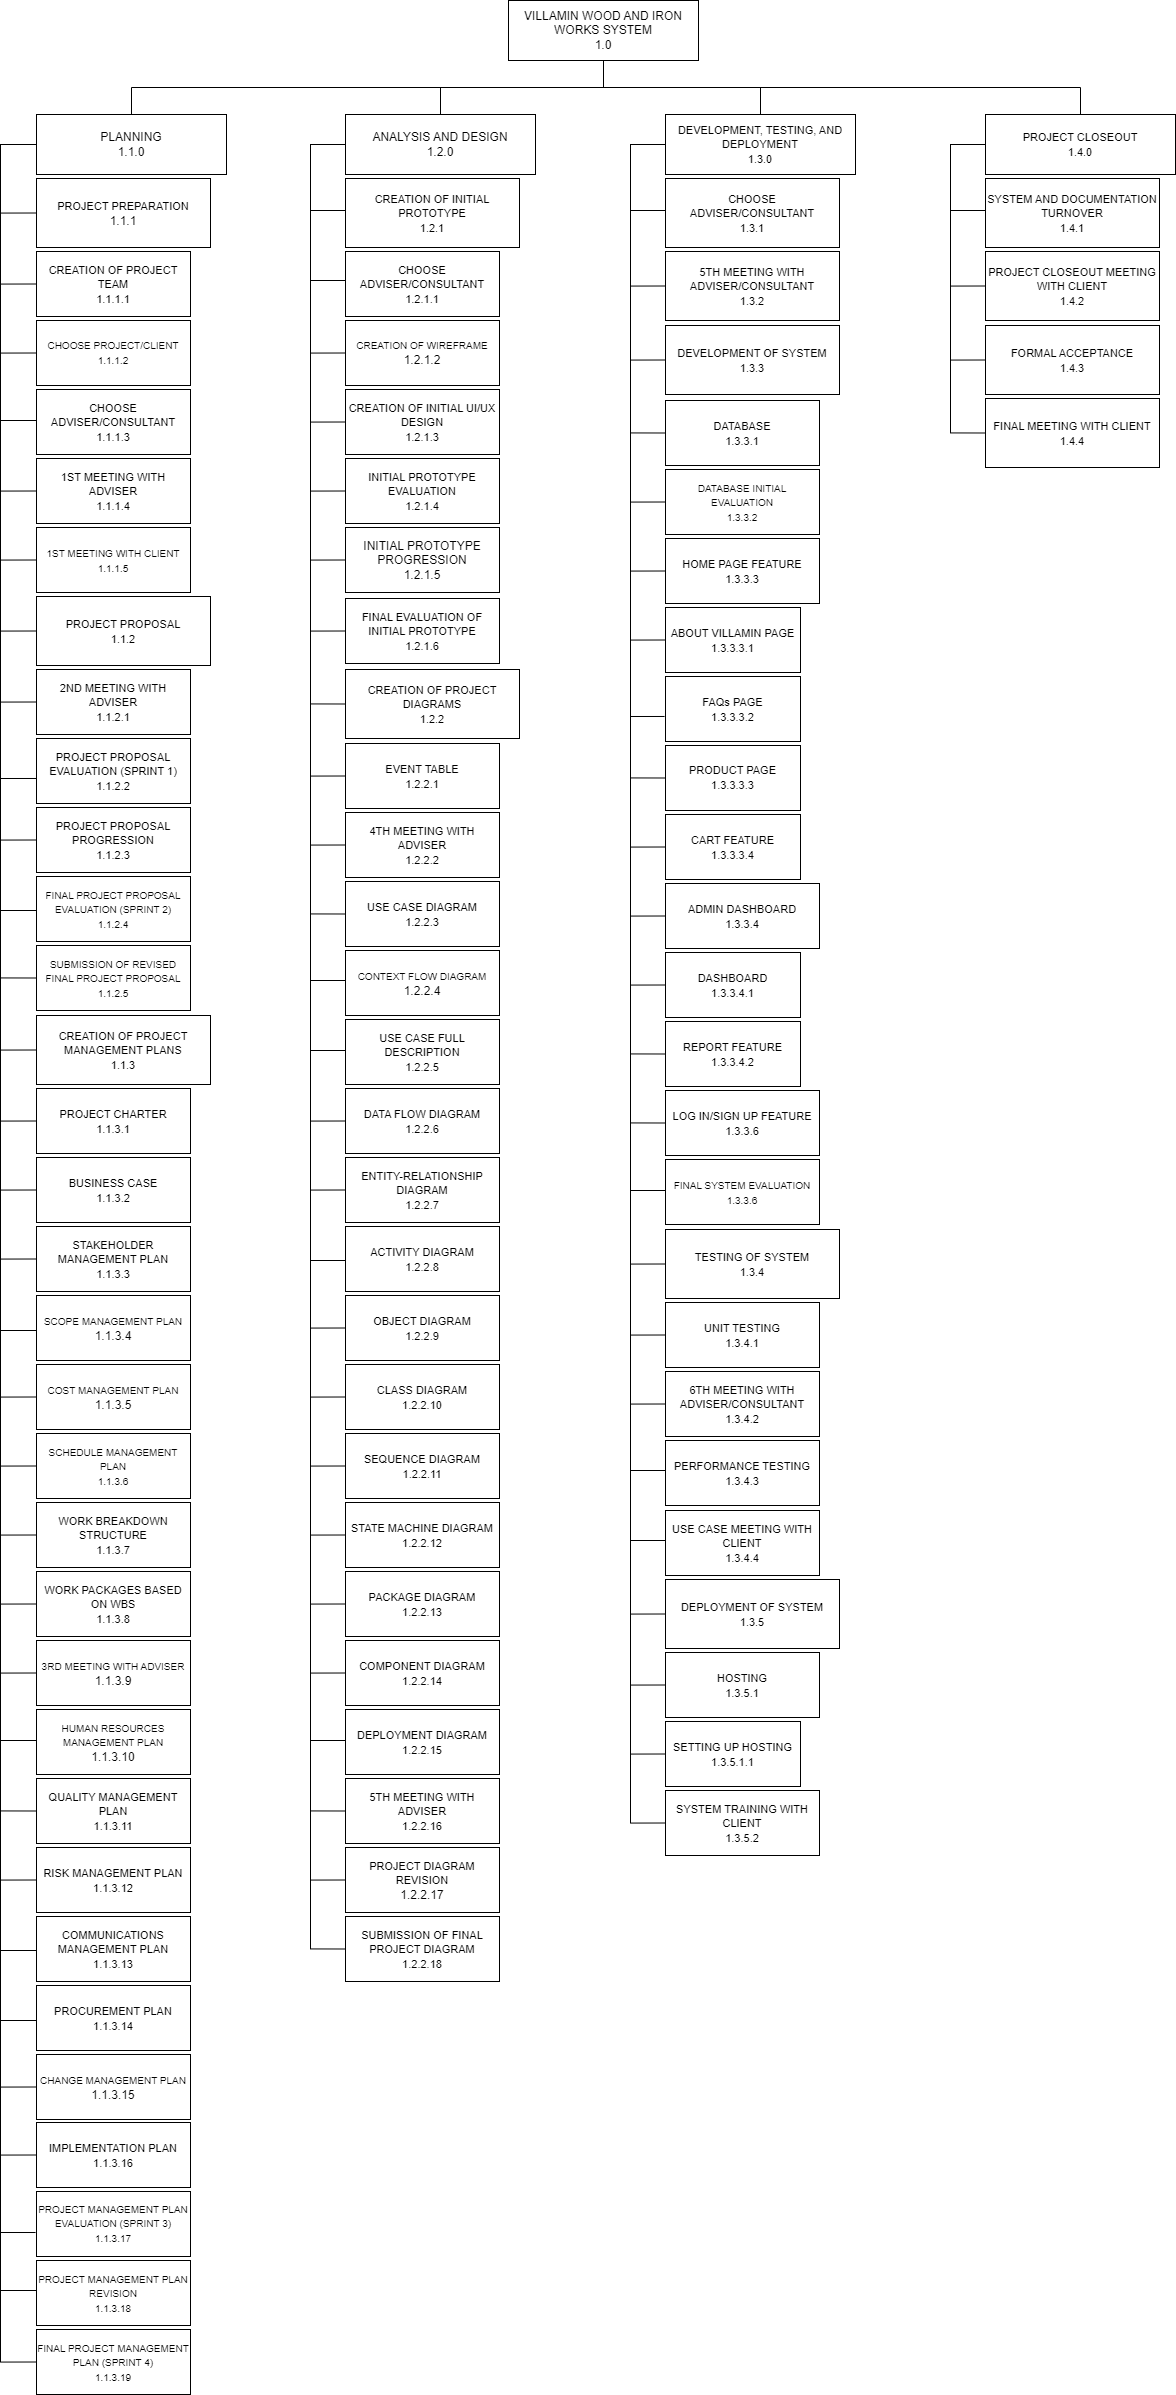 VILLAMIN WOOD AND IRON
WORKS SYSTEM
1.0
PLANNING
1.1.0
PROJECT PREPARATION
1.1.1
CREATION OF PROJECT
TEAM
1.1.1.1
CHOOSE PROJECT/CLIENT
1.1.1.2
CHOOSE
ADVISER/CONSULTANT
1.1.1.3
1ST MEETING WITH
ADVISER
1.1.1.4
1ST MEETING WITH CLIENT
1.1.1.5
PROJECT PROPOSAL
1.1.2
2ND MEETING WITH
ADVISER
1.1.2.1
PROJECT PROPOSAL
EVALUATION (SPRINT 1)
1.1.2.2
PROJECT PROPOSAL
PROGRESSION
1.1.2.3
FINAL PROJECT PROPOSAL
EVALUATION (SPRINT 2)
1.1.2.4
SUBMISSION OF REVISED
FINAL PROJECT PROPOSAL
1.1.2.5
CREATION OF PROJECT
MANAGEMENT PLANS
1.1.3
PROJECT CHARTER
1.1.3.1
BUSINESS CASE
1.1.3.2
STAKEHOLDER
MANAGEMENT PLAN
1.1.3.3
SCOPE MANAGEMENT PLAN
1.1.3.4
COST MANAGEMENT PLAN
1.1.3.5
SCHEDULE MANAGEMENT
PLAN
1.1.3.6
WORK BREAKDOWN
STRUCTURE
1.1.3.7
WORK PACKAGES BASED
ON WBS
1.1.3.8
3RD MEETING WITH ADVISER
1.1.3.9
HUMAN RESOURCES
MANAGEMENT PLAN
1.1.3.10
QUALITY MANAGEMENT
PLAN
1.1.3.11
RISK MANAGEMENT PLAN
1.1.3.12
COMMUNICATIONS
MANAGEMENT PLAN
1.1.3.13
PROCUREMENT PLAN
1.1.3.14
CHANGE MANAGEMENT PLAN
1.1.3.15
IMPLEMENTATION PLAN
1.1.3.16
PROJECT MANAGEMENT PLAN
EVALUATION (SPRINT 3)
1.1.3.17
PROJECT MANAGEMENT PLAN
REVISION
1.1.3.18
FINAL PROJECT MANAGEMENT
PLAN (SPRINT 4)
1.1.3.19
ANALYSIS AND DESIGN
1.2.0
CREATION OF INITIAL
PROTOTYPE
1.2.1
CHOOSE
ADVISER/CONSULTANT
1.2.1.1
CREATION OF WIREFRAME
1.2.1.2
CREATION OF INITIAL UI/UX
DESIGN
1.2.1.3
INITIAL PROTOTYPE
EVALUATION
1.2.1.4
INITIAL PROTOTYPE
PROGRESSION
1.2.1.5
FINAL EVALUATION OF
INITIAL PROTOTYPE
1.2.1.6
CREATION OF PROJECT
DIAGRAMS
1.2.2
EVENT TABLE
1.2.2.1
4TH MEETING WITH
ADVISER
1.2.2.2
USE CASE DIAGRAM
1.2.2.3
CONTEXT FLOW DIAGRAM
1.2.2.4
USE CASE FULL
DESCRIPTION
1.2.2.5
DATA FLOW DIAGRAM
1.2.2.6
ENTITY-RELATIONSHIP
DIAGRAM
1.2.2.7
ACTIVITY DIAGRAM
1.2.2.8
OBJECT DIAGRAM
1.2.2.9
CLASS DIAGRAM
1.2.2.10
SEQUENCE DIAGRAM
1.2.2.11
STATE MACHINE DIAGRAM
1.2.2.12
PACKAGE DIAGRAM
1.2.2.13
COMPONENT DIAGRAM
1.2.2.14
DEPLOYMENT DIAGRAM
1.2.2.15
5TH MEETING WITH
ADVISER
1.2.2.16
PROJECT DIAGRAM
REVISION
1.2.2.17
SUBMISSION OF FINAL
PROJECT DIAGRAM
1.2.2.18
DEVELOPMENT, TESTING, AND
DEPLOYMENT
1.3.0
CHOOSE
ADVISER/CONSULTANT
1.3.1
5TH MEETING WITH
ADVISER/CONSULTANT
1.3.2
DEVELOPMENT OF SYSTEM
1.3.3
DATABASE
1.3.3.1
DATABASE INITIAL
EVALUATION
1.3.3.2
HOME PAGE FEATURE
1.3.3.3
ABOUT VILLAMIN PAGE
1.3.3.3.1
FAQs PAGE
1.3.3.3.2
PRODUCT PAGE
1.3.3.3.3
CART FEATURE
1.3.3.3.4
ADMIN DASHBOARD
1.3.3.4
DASHBOARD
1.3.3.4.1
REPORT FEATURE
1.3.3.4.2
LOG IN/SIGN UP FEATURE
1.3.3.6
FINAL SYSTEM EVALUATION
1.3.3.6
TESTING OF SYSTEM
1.3.4
UNIT TESTING
1.3.4.1
6TH MEETING WITH
ADVISER/CONSULTANT
1.3.4.2
PERFORMANCE TESTING
1.3.4.3
USE CASE MEETING WITH
CLIENT
1.3.4.4
DEPLOYMENT OF SYSTEM
1.3.5
HOSTING
1.3.5.1
SETTING UP HOSTING
1.3.5.1.1
SYSTEM TRAINING WITH
CLIENT
1.3.5.2
PROJECT CLOSEOUT
1.4.0
SYSTEM AND DOCUMENTATION
TURNOVER
1.4.1
PROJECT CLOSEOUT MEETING
WITH CLIENT
1.4.2
FORMAL ACCEPTANCE
1.4.3
FINAL MEETING WITH CLIENT
1.4.4